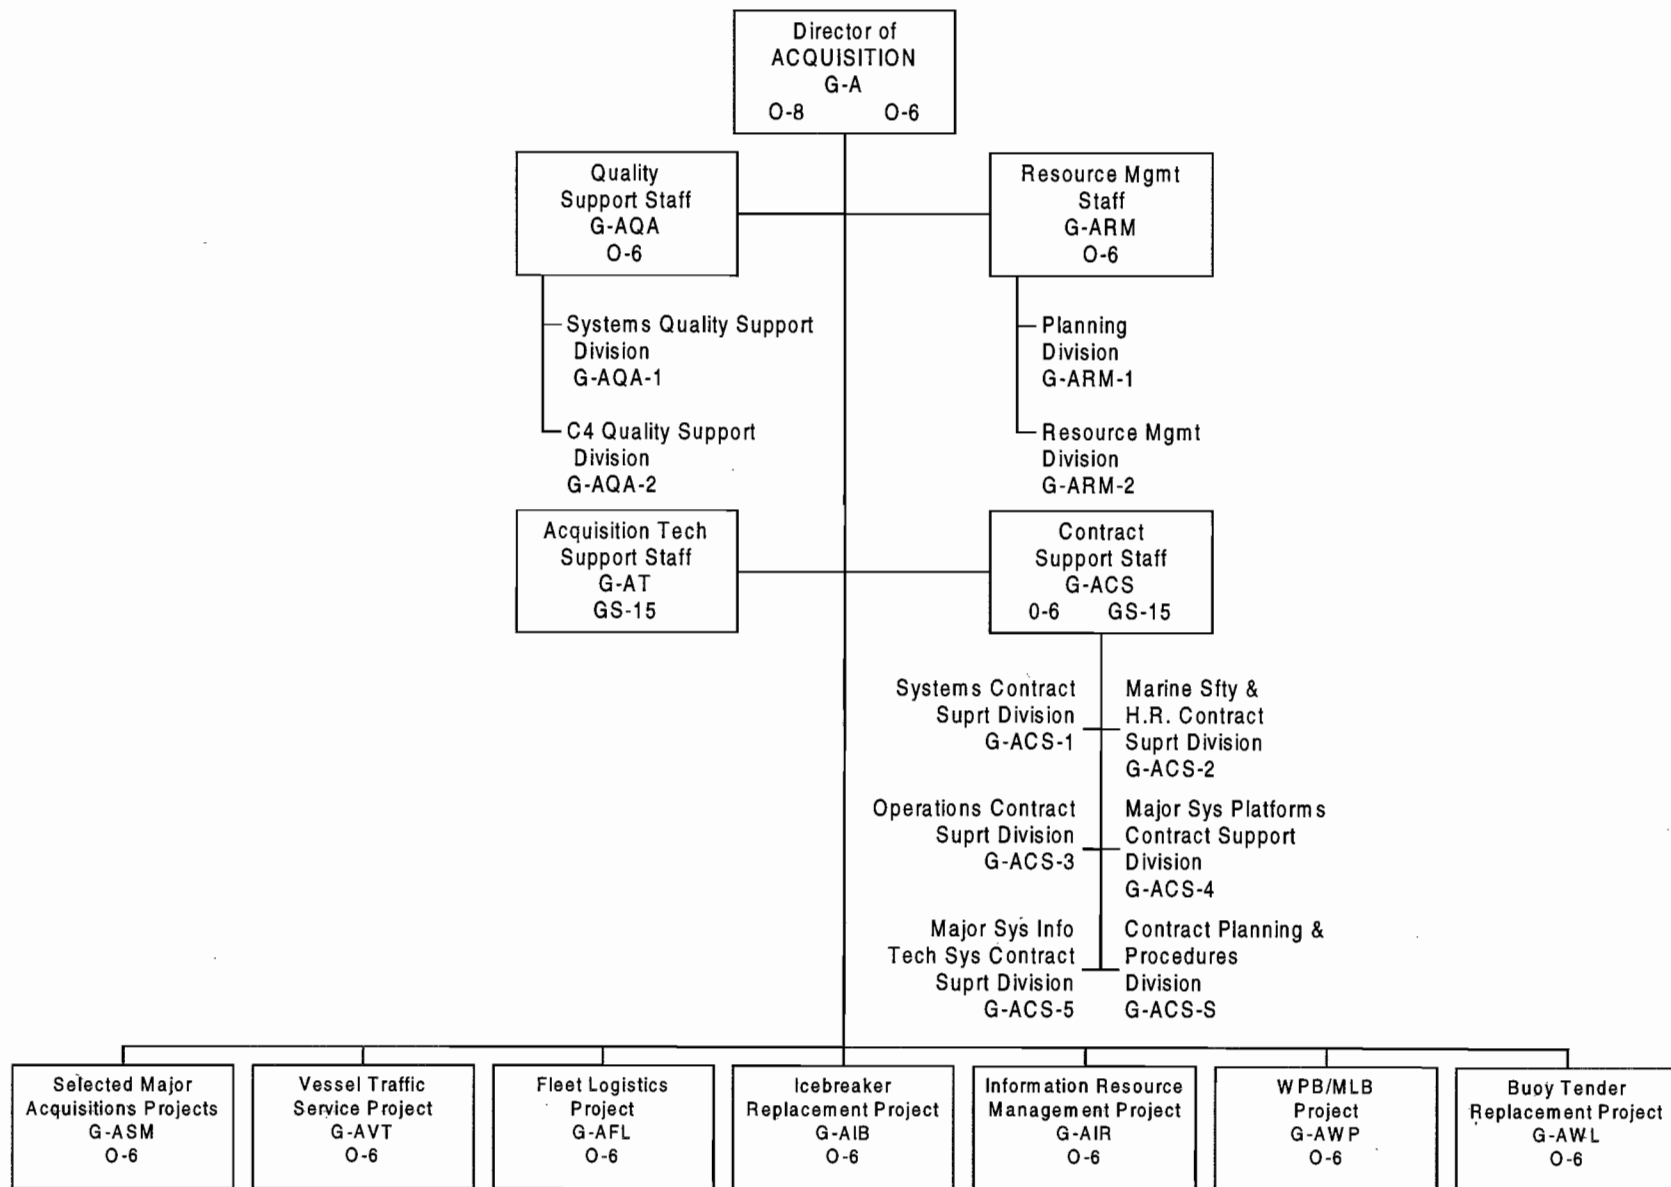 Director of
ACQUISITION
G-A
O-8 O-6
Quality
Support Staff
G-AQA
O-6
Resource Mgmt
Staff
G-ARM
O-6
Systems Quality Support
Division
G-AQA-1
C4 Quality Support
Division
G-AQA-2
Planning
Division
G-ARM-1
Resource Mgmt
Division
G-ARM-2
Acquisition Tech
Support Staff
G-AT
GS-15
Contract
Support Staff
G-ACS
0-6 GS-15
Systems Contract
Suprt Division
G-ACS-1
Marine Sfty &
H.R. Contract
Suprt Division
G-ACS-2
Operations Contract
Suprt Division
G-ACS-3
Major Sys Platforms
Contract Support
Division
G-ACS-4
Major Sys Info
Tech Sys Contract
Suprt Division
G-ACS-5
Contract Planning &
Procedures
Division
G-ACS-S
Selected Major
Acquisitions Projects
G-ASM
O-6
Vessel Traffic
Service Project
G-AVT
O-6
Fleet Logistics
Project
G-AFL
O-6
Icebreaker
Replacement Project
G-AIB
O-6
Information Resource
Management Project
G-AIR
O-6
WPB/MLB
Project
G-AWP
O-6
Buoy Tender
Replacement Project
G-AWL
O-6